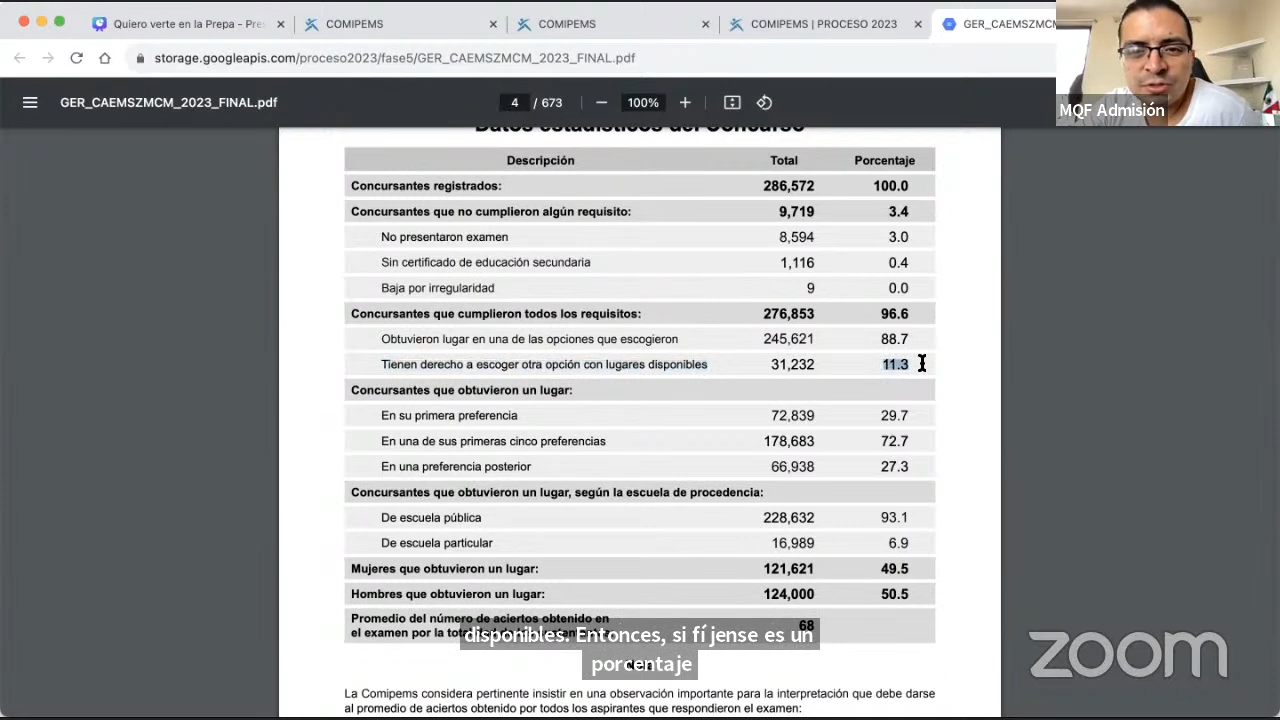 Quiero verte en la Prepa - Pre
COMIPEMS
COMIPEMS
COMIPEMS | PROCESO 2023
GER_CAEMSZMCM
storage.googleapis.com/proceso2023/fase5/GER_CAEMSZMCM_2023_FINAL.pdf
GER_CAEMSZMCM_2023_FINAL.pdf
4 / 673
100%
MQF Admisión
Datos estadísticos del Concurso
Descripción Total Porcentaje
Concursantes registrados: 286,572 100.0
Concursantes que no cumplieron algún requisito: 9,719 3.4
No presentaron examen 8,594 3.0
Sin certificado de educación secundaria 1,116 0.4
Baja por irregularidad 9 0.0
Concursantes que cumplieron todos los requisitos: 276,853 96.6
Obtuvieron lugar en una de las opciones que escogieron 245,621 88.7
Tienen derecho a escoger otra opción con lugares disponibles 31,232 11.3
Concursantes que obtuvieron un lugar:
En su primera preferencia 72,839 29.7
En una de sus primeras cinco preferencias 178,683 72.7
En una preferencia posterior 66,938 27.3
Concursantes que obtuvieron un lugar, según la escuela de procedencia:
De escuela pública 228,632 93.1
De escuela particular 16,989 6.9
Mujeres que obtuvieron un lugar: 121,621 49.5
Hombres que obtuvieron un lugar: 124,000 50.5
Promedio del número de aciertos obtenido en 68
el examen por la
disponibles. Entonces, si fí jense es un
porcentaje
zoom
La Comipems considera pertinente insistir en una observación importante para la interpretación que debe darse
al promedio de aciertos obtenido por todos los aspirantes que respondieron el examen: